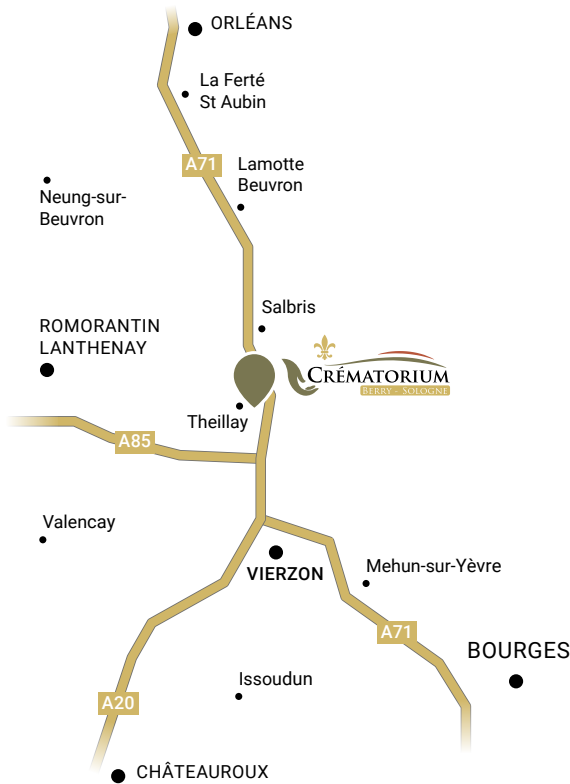 ORLÉANS
La Ferté
St Aubin
A71
Lamotte
Beuvron
Neung-sur-
Beuvron
Salbris
ROMORANTIN
LANTHENAY
CRÉMATORIUM
BERRY - SOLOGNE
Theillay
A85
Valencay
VIERZON
Mehun-sur-Yèvre
A71
BOURGES
Issoudun
A20
CHÂTEAUROUX